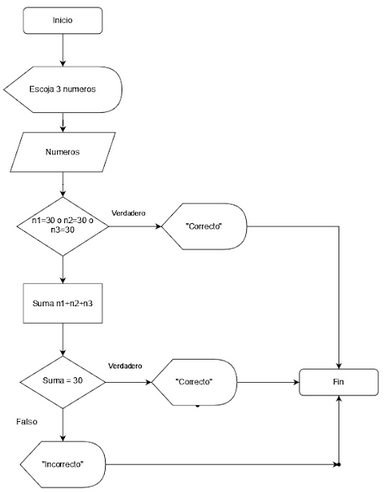 Inicio
Escoja 3 numeros
Numeros
n1=30 o n2=30 o
n3=30
Verdadero
"Correcto"
Suma n1+n2+n3
Suma = 30
Verdadero
"Correcto"
Fin
Falso
"Incorrecto"